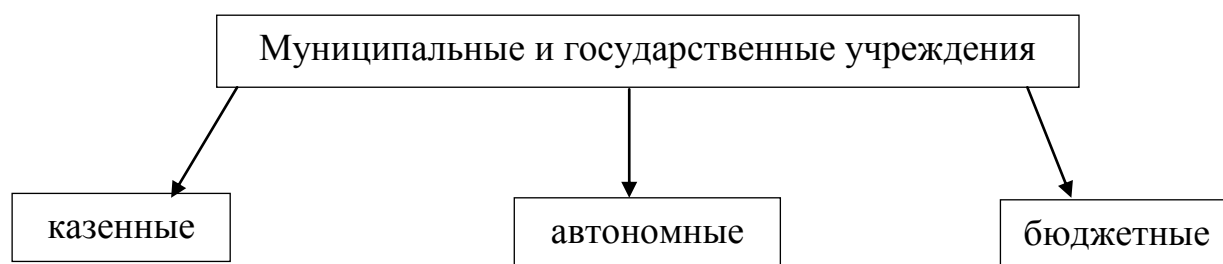 Муниципальные и государственные учреждения
казенные
автономные
бюджетные